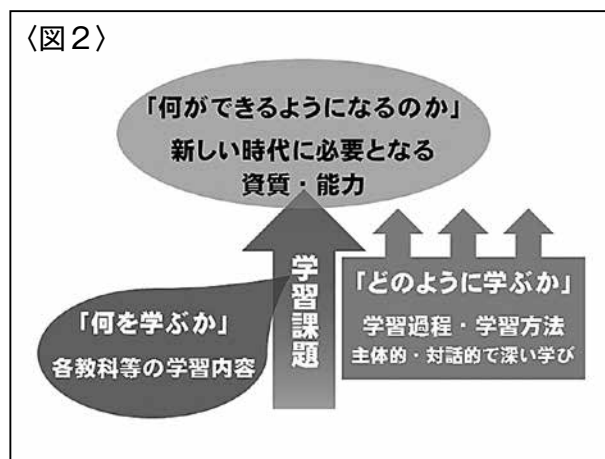 〈図２〉
「何ができるようになるのか」
新しい時代に必要となる
資質・能力
学習課題
「何を学ぶか」
各教科等の学習内容
「どのように学ぶか」
学習過程・学習方法
主体的・対話的で深い学び